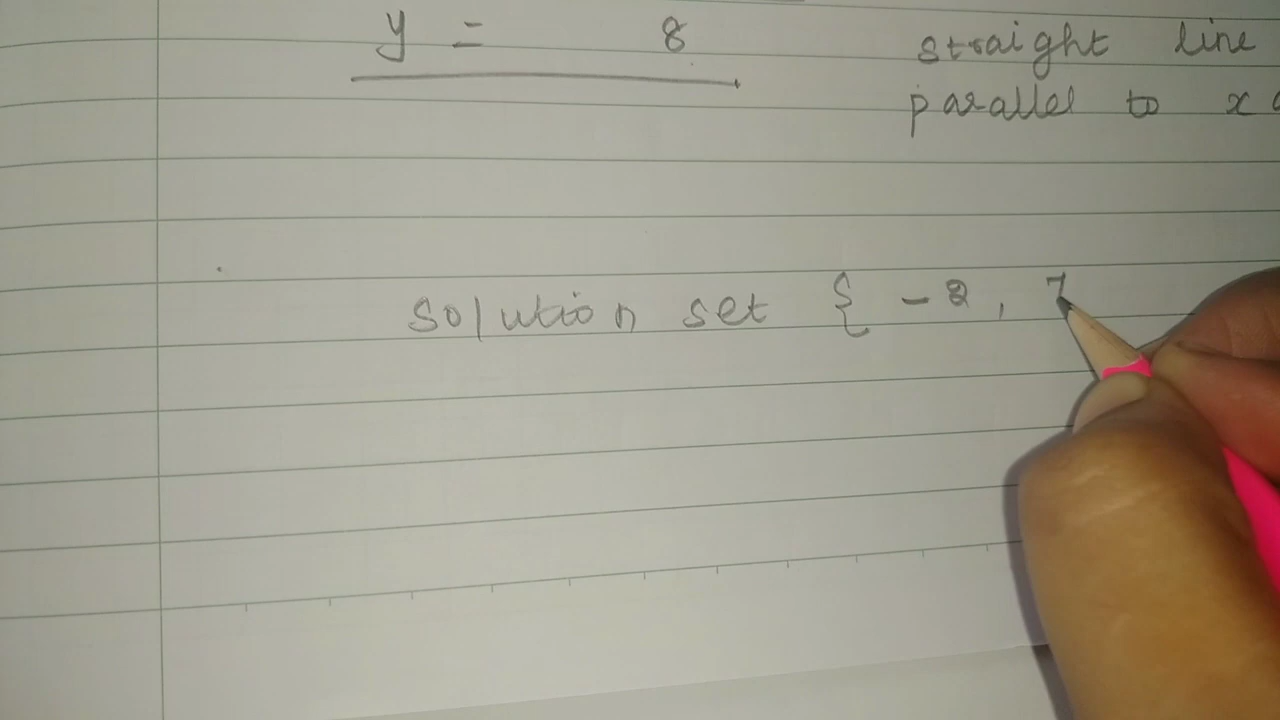 y = 8
straight line
parallel to x
solution set { -2, 7